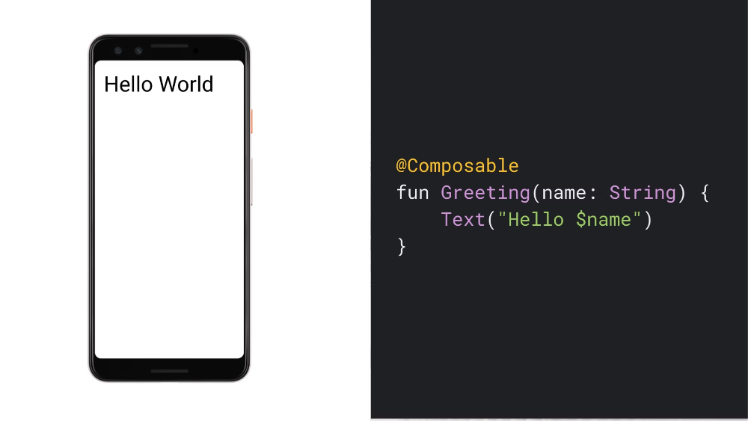 Hello World
@Composable
fun Greeting(name: String) {
    Text("Hello $name")
}